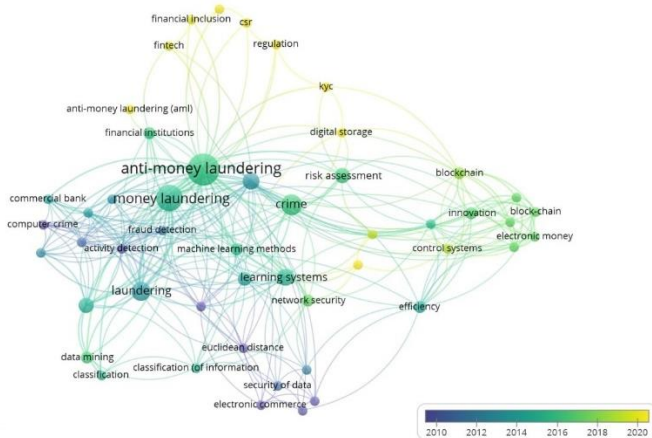 financial inclusion
csr
fintech
regulation
kyc
anti-money laundering (aml)
financial institutions
digital storage
anti-money laundering
risk assessment
blockchain
commercial bank
money laundering
crime
innovation
block-chain
computer crime
fraud detection
electronic money
activity detection
machine learning methods
control systems
learning systems
laundering
network security
efficiency
euclidean distance
data mining
classification
classification (of information)
security of data
electronic commerce
2010 2012 2014 2016 2018 2020